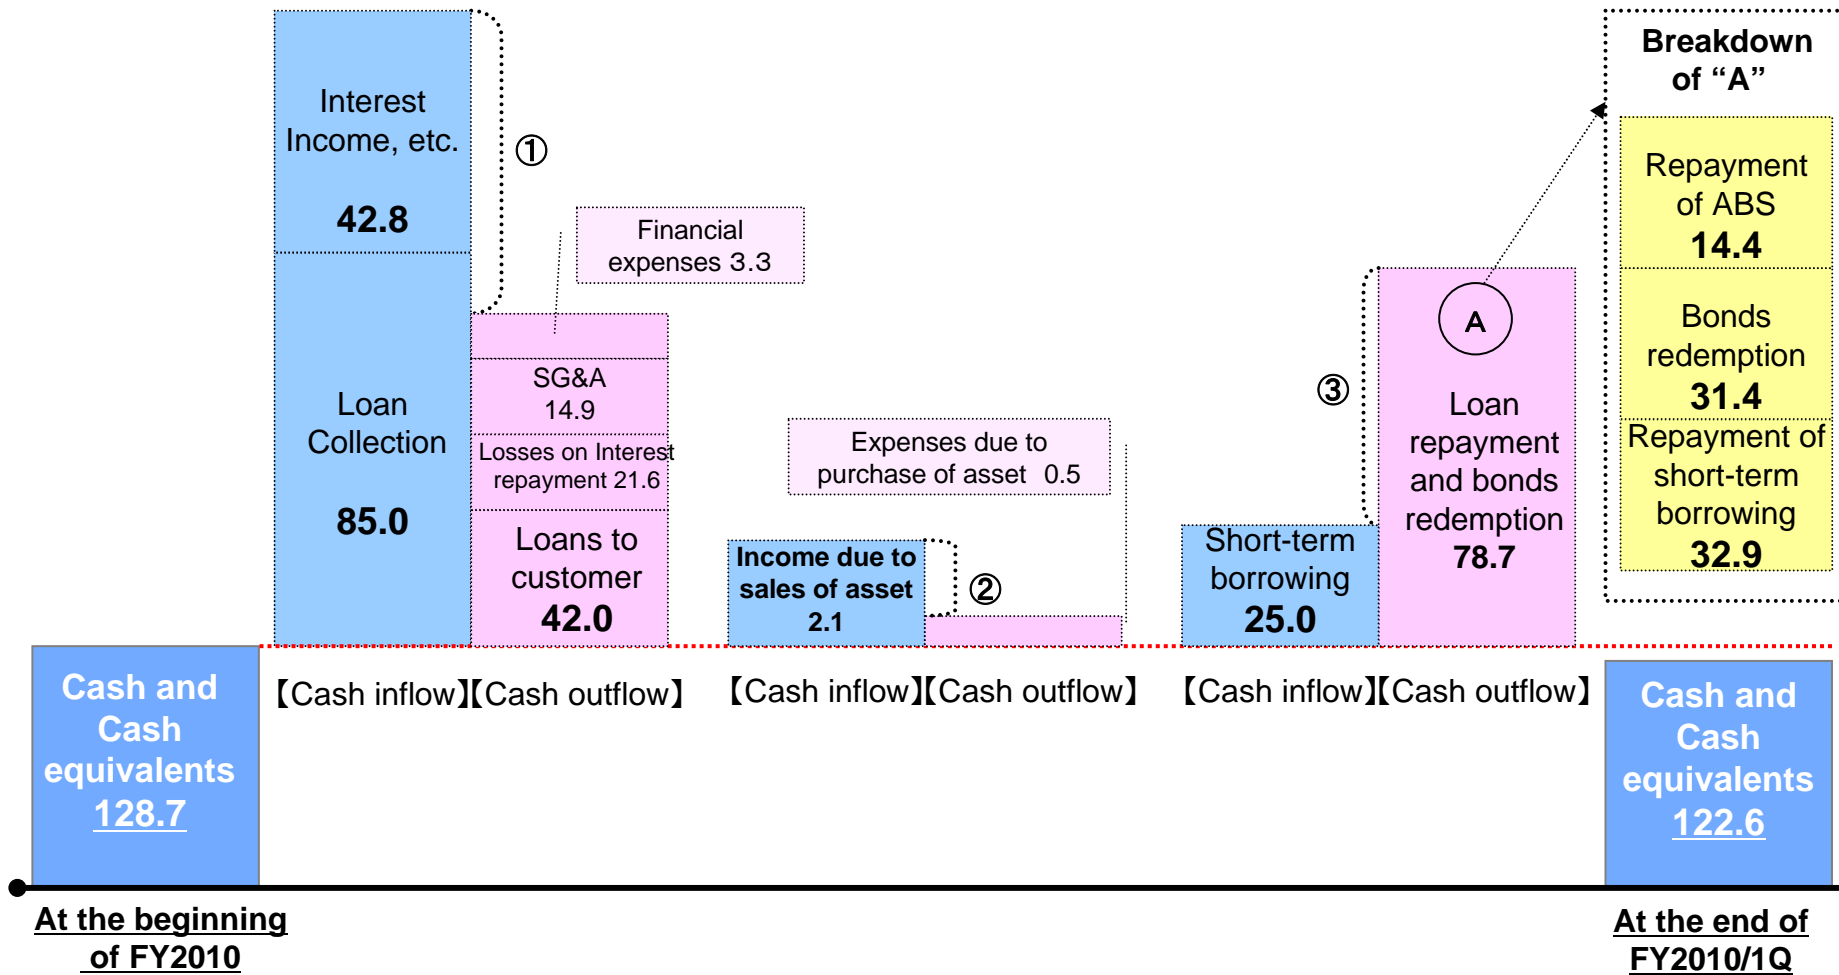 Interest
Income, etc.
42.8
Loan
Collection
85.0
①
Financial
expenses 3.3
SG&A
14.9
Losses on Interest
repayment 21.6
Loans to
customer
42.0
Income due to
sales of asset
2.1
②
Expenses due to
purchase of asset 0.5
Short-term
borrowing
25.0
③
A
Loan
repayment
and bonds
redemption
78.7
Breakdown
of “A”
Repayment
of ABS
14.4
Bonds
redemption
31.4
Repayment of
short-term
borrowing
32.9
【Cash inflow】【Cash outflow】
【Cash inflow】【Cash outflow】
【Cash inflow】【Cash outflow】
Cash and
Cash
equivalents
128.7
Cash and
Cash
equivalents
122.6
At the beginning
of FY2010
At the end of
FY2010/1Q